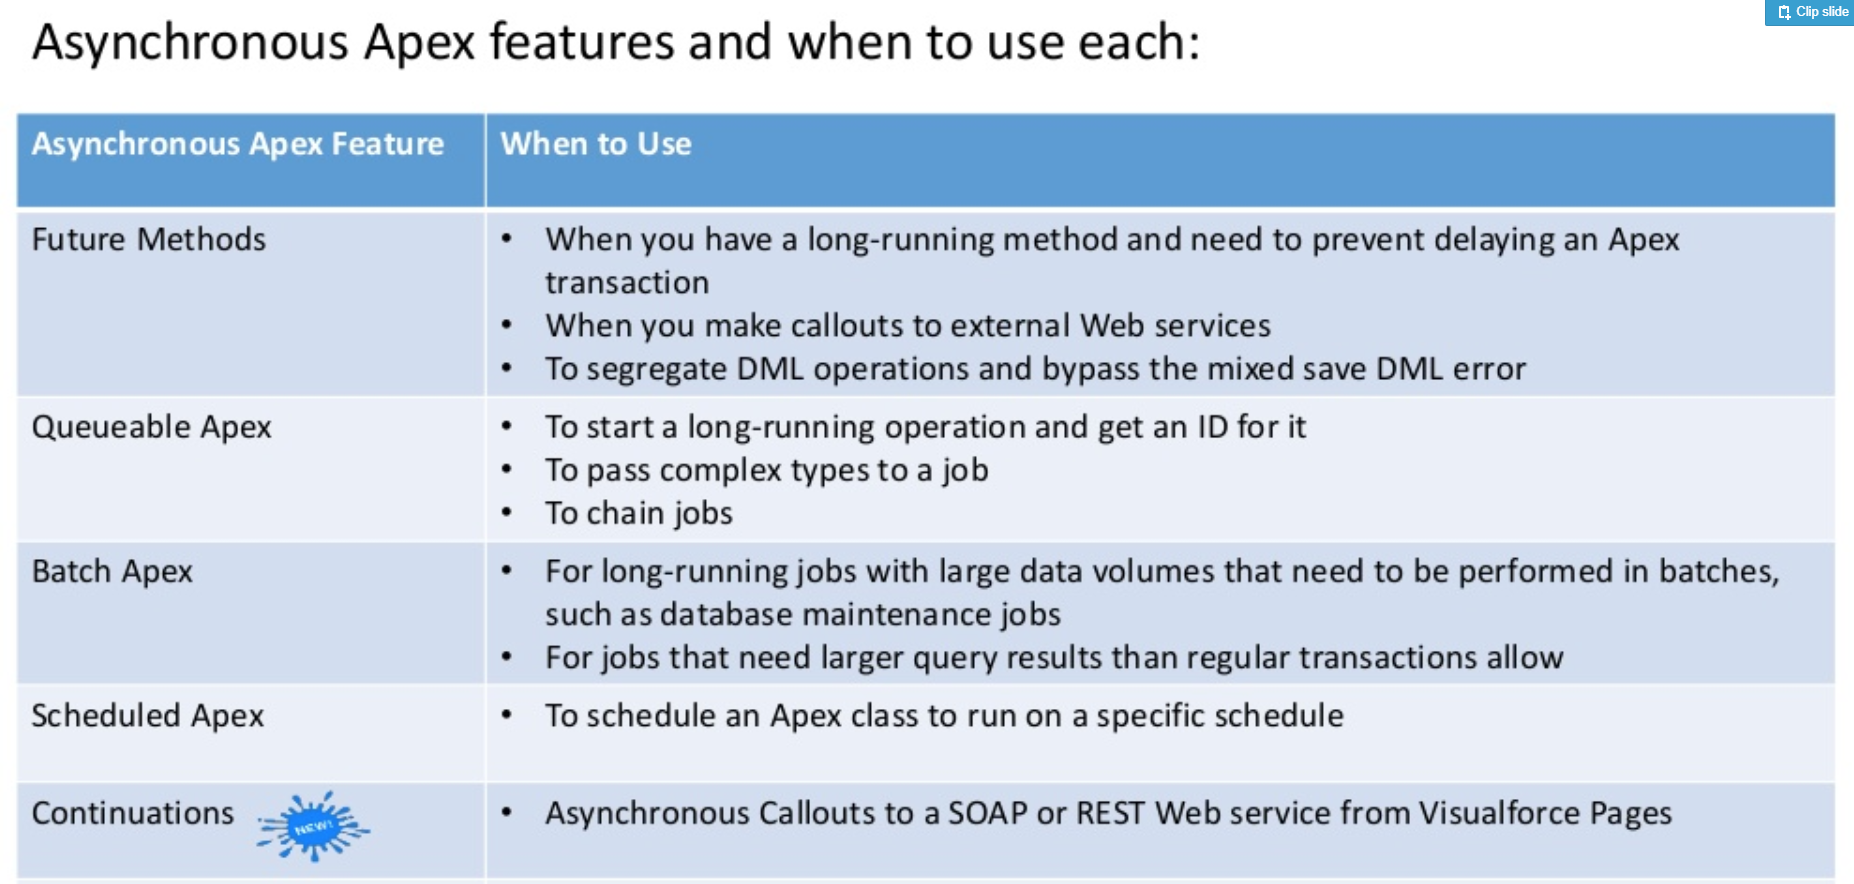 Clip slide
Asynchronous Apex features and when to use each:
Asynchronous Apex Feature
When to Use
Future Methods
• When you have a long-running method and need to prevent delaying an Apex
transaction
• When you make callouts to external Web services
• To segregate DML operations and bypass the mixed save DML error
Queueable Apex
• To start a long-running operation and get an ID for it
• To pass complex types to a job
• To chain jobs
Batch Apex
• For long-running jobs with large data volumes that need to be performed in batches,
such as database maintenance jobs
• For jobs that need larger query results than regular transactions allow
Scheduled Apex
• To schedule an Apex class to run on a specific schedule
Continuations
NEW!
• Asynchronous Callouts to a SOAP or REST Web service from Visualforce Pages